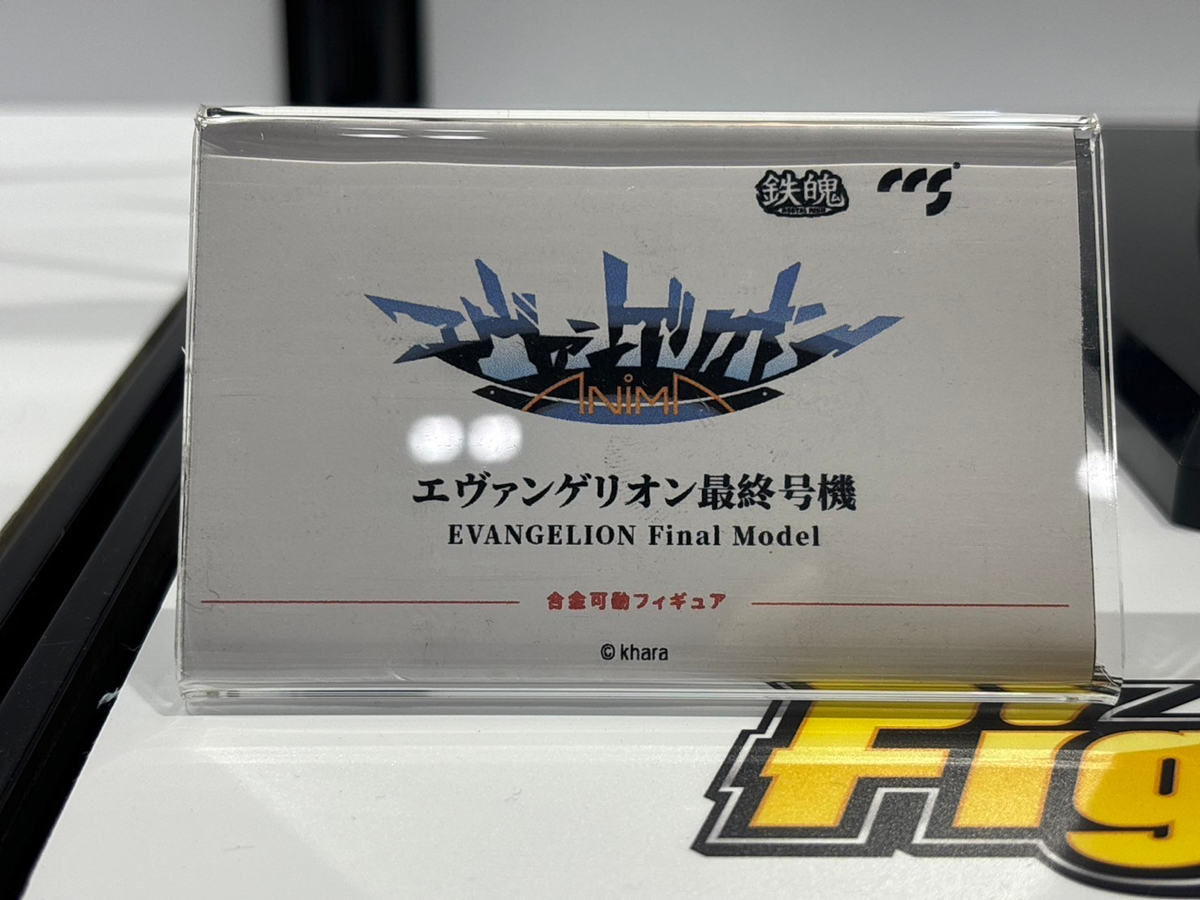 鉄魄 CCS
エヴァンゲリオン
ANIMA
エヴァンゲリオン最終号機
EVANGELION Final Model
合金可動フィギュア
© khara
Fig